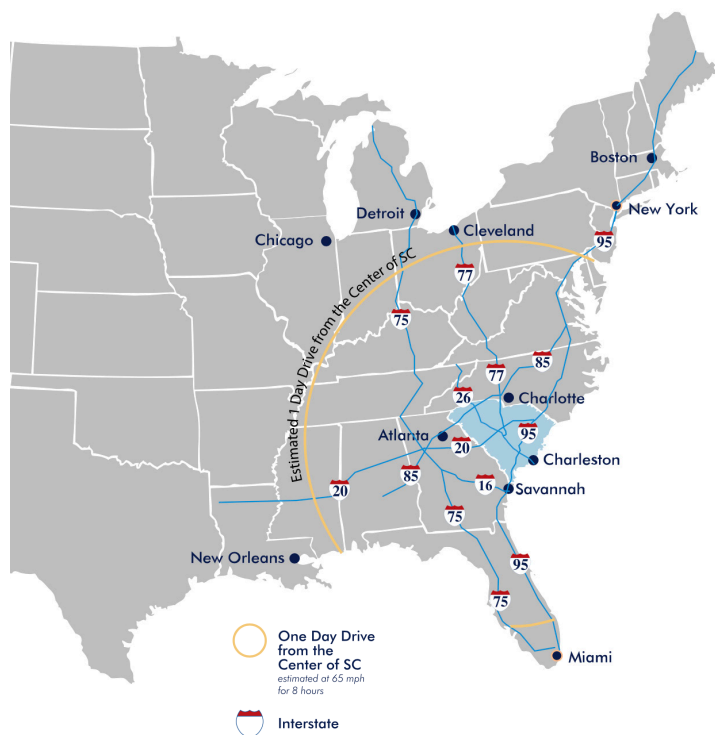 Boston
New York
Detroit
Cleveland
Chicago
95
77
Estimated 1 Day Drive from the Center of SC
75
85
77
26
Charlotte
Atlanta
95
20
Charleston
85
16
20
Savannah
75
New Orleans
95
75
Miami
One Day Drive
from the
Center of SC
estimated at 65 mph
for 8 hours
Interstate